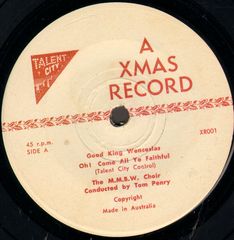 TALENT
CITY
A
XMAS
RECORD
45 r.p.m.
SIDE A
XR001
Good King Wenceslas
Oh! Come All Ye Faithful
(Talent City Control)
The M.M.B.W. Choir
Conducted by Tom Penry
Copyright
Made in Australia